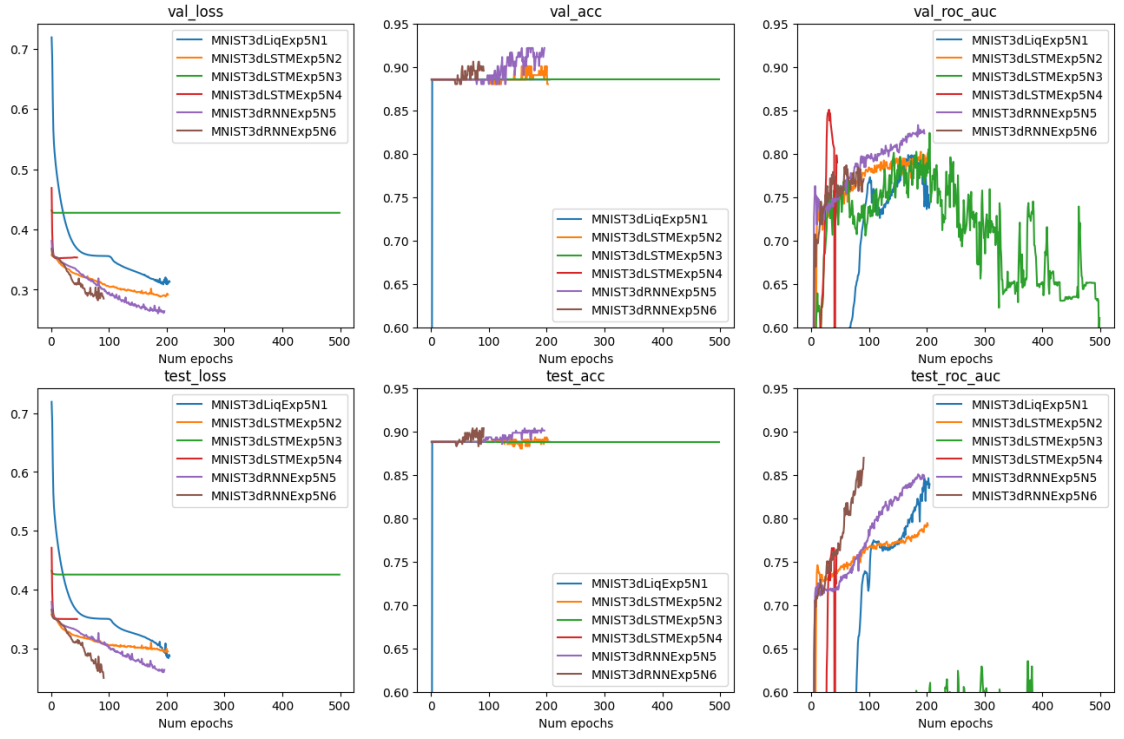 val_loss
val_acc
val_roc_auc
0.7
0.6
0.5
0.4
0.3
MNIST3dLiqExp5N1
MNIST3dLSTMExp5N2
MNIST3dLSTMExp5N3
MNIST3dLSTMExp5N4
MNIST3dRNNExp5N5
MNIST3dRNNExp5N6
0 100 200 300 400 500
Num epochs
0.95
0.90
0.85
0.80
0.75
0.70
0.65
0.60
MNIST3dLiqExp5N1
MNIST3dLSTMExp5N2
MNIST3dLSTMExp5N3
MNIST3dLSTMExp5N4
MNIST3dRNNExp5N5
MNIST3dRNNExp5N6
0 100 200 300 400 500
Num epochs
0.95
0.90
0.85
0.80
0.75
0.70
0.65
0.60
MNIST3dLiqExp5N1
MNIST3dLSTMExp5N2
MNIST3dLSTMExp5N3
MNIST3dLSTMExp5N4
MNIST3dRNNExp5N5
MNIST3dRNNExp5N6
0 100 200 300 400 500
Num epochs
test_loss
test_acc
test_roc_auc
0.7
0.6
0.5
0.4
0.3
MNIST3dLiqExp5N1
MNIST3dLSTMExp5N2
MNIST3dLSTMExp5N3
MNIST3dLSTMExp5N4
MNIST3dRNNExp5N5
MNIST3dRNNExp5N6
0 100 200 300 400 500
Num epochs
0.95
0.90
0.85
0.80
0.75
0.70
0.65
0.60
MNIST3dLiqExp5N1
MNIST3dLSTMExp5N2
MNIST3dLSTMExp5N3
MNIST3dLSTMExp5N4
MNIST3dRNNExp5N5
MNIST3dRNNExp5N6
0 100 200 300 400 500
Num epochs
0.95
0.90
0.85
0.80
0.75
0.70
0.65
0.60
MNIST3dLiqExp5N1
MNIST3dLSTMExp5N2
MNIST3dLSTMExp5N3
MNIST3dLSTMExp5N4
MNIST3dRNNExp5N5
MNIST3dRNNExp5N6
0 100 200 300 400 500
Num epochs